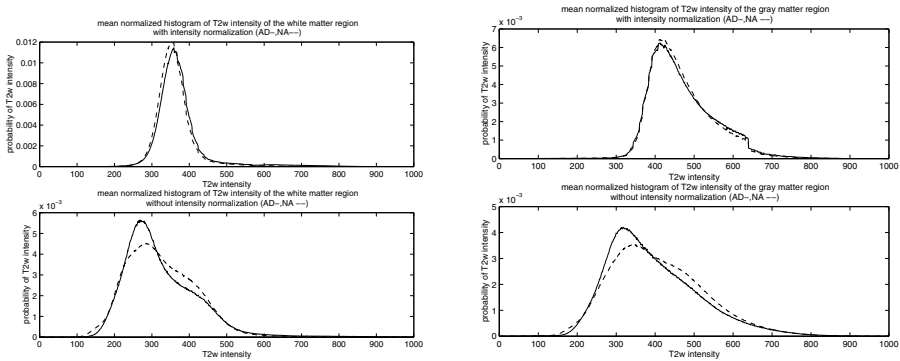 mean normalized histogram of T2w intensity of the white matter region
with intensity normalization (AD−,NA −−)
probability of T2w intensity
0.012
0.01
0.008
0.006
0.004
0.002
0
0 100 200 300 400 500 600 700 800 900 1000
T2w intensity
mean normalized histogram of T2w intensity of the gray matter region
with intensity normalization (AD−,NA −−)
x 10⁻³
probability of T2w intensity
7
6
5
4
3
2
1
0
0 100 200 300 400 500 600 700 800 900 1000
T2w intensity
mean normalized histogram of T2w intensity of the white matter region
without intensity normalization (AD−,NA −−)
x 10⁻³
probability of T2w intensity
6
5
4
3
2
1
0
0 100 200 300 400 500 600 700 800 900 1000
T2w intensity
mean normalized histogram of T2w intensity of the gray matter region
without intensity normalization (AD−,NA −−)
x 10⁻³
probability of T2w intensity
5
4
3
2
1
0
0 100 200 300 400 500 600 700 800 900 1000
T2w intensity